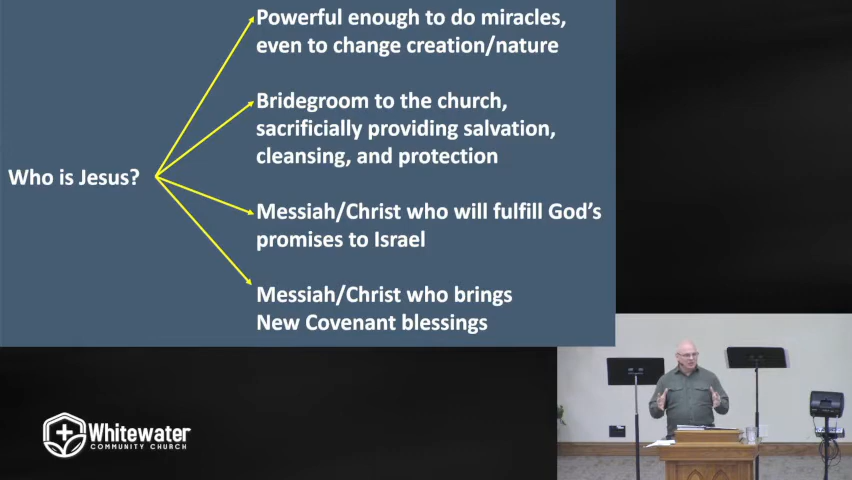 Powerful enough to do miracles,
even to change creation/nature
Bridegroom to the church,
sacrificially providing salvation,
cleansing, and protection
Who is Jesus?
Messiah/Christ who will fulfill God's
promises to Israel
Messiah/Christ who brings
New Covenant blessings
Whitewater
COMMUNITY CHURCH